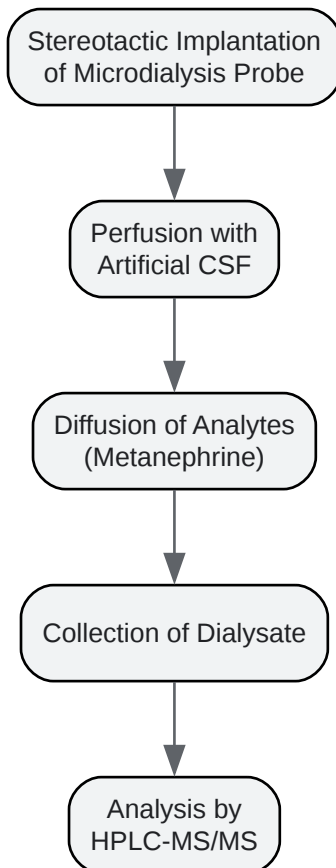 Stereotactic Implantation
of Microdialysis Probe
Perfusion with
Artificial CSF
Diffusion of Analytes
(Metanephrine)
Collection of Dialysate
Analysis by
HPLC-MS/MS